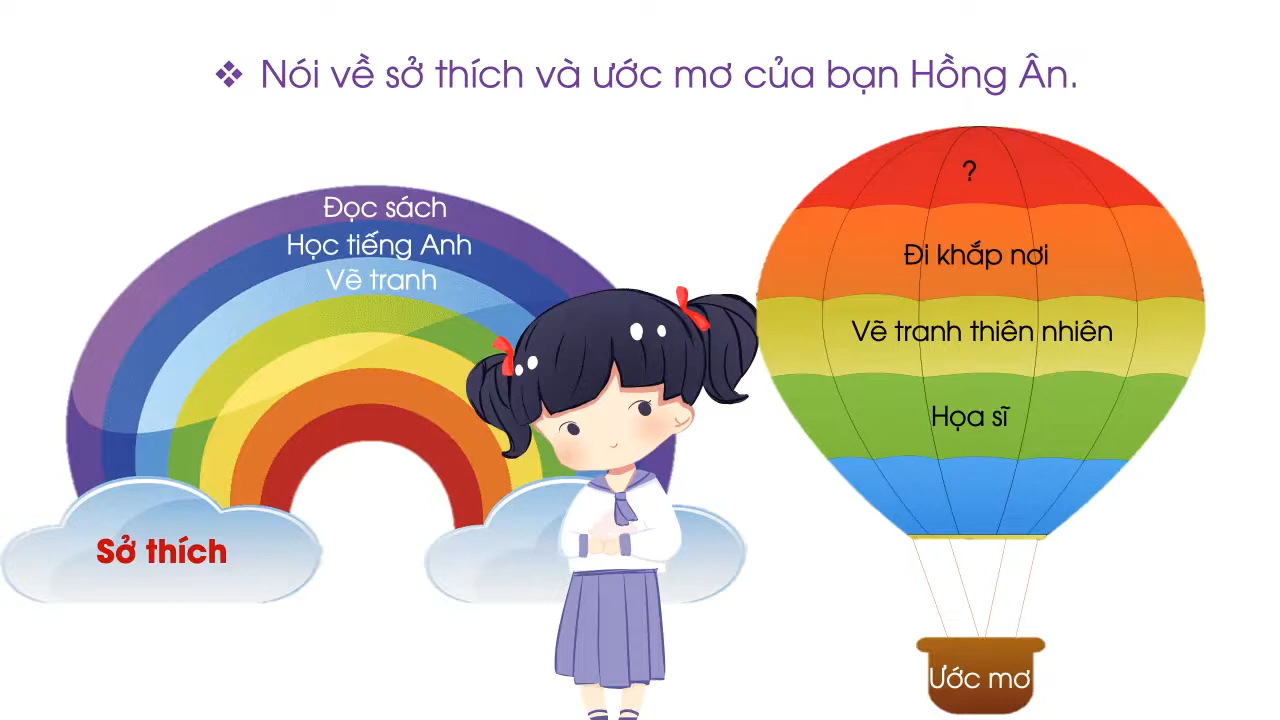 ❖ Nói về sở thích và ước mơ của bạn Hồng Ân.
Đọc sách
Học tiếng Anh
Vẽ tranh
Sở thích
?
Đi khắp nơi
Vẽ tranh thiên nhiên
Họa sĩ
Ước mơ